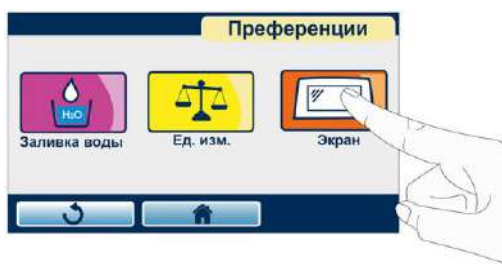 Преференции
H₂O
Заливка воды
Ед. изм.
Экран